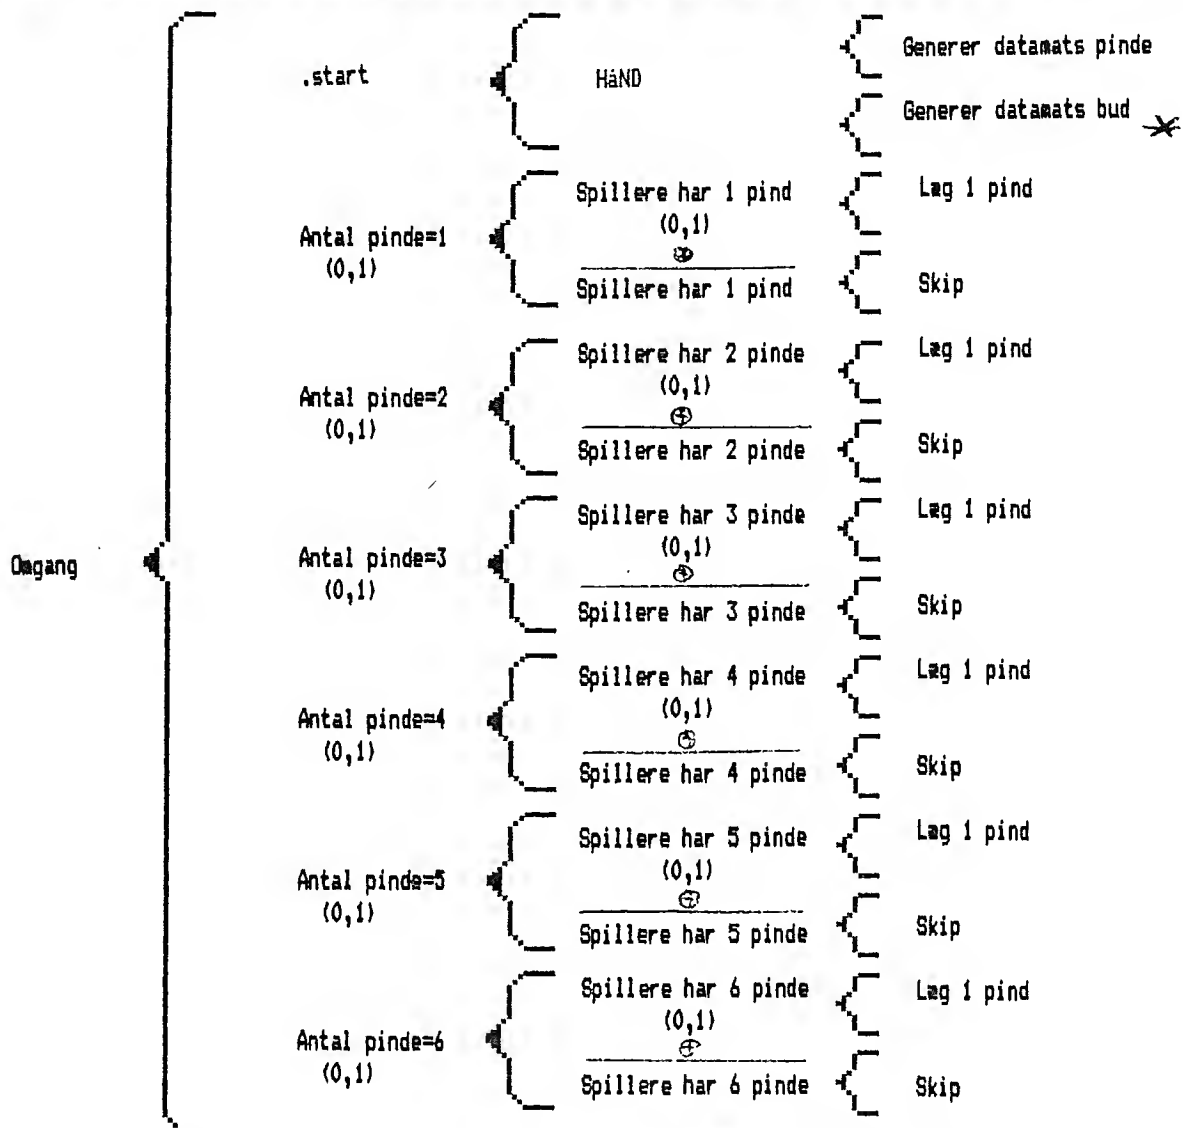 Generer datamats pinde
.start
HåND
Generer datamats bud
Spillere har 1 pind
Læg 1 pind
(0,1)
Antal pinde=1
(0,1)
Spillere har 1 pind
Skip
Spillere har 2 pinde
Læg 1 pind
(0,1)
Antal pinde=2
(0,1)
Spillere har 2 pinde
Skip
Spillere har 3 pinde
Læg 1 pind
(0,1)
Omgang
Antal pinde=3
(0,1)
Spillere har 3 pinde
Skip
Spillere har 4 pinde
Læg 1 pind
(0,1)
Antal pinde=4
(0,1)
Spillere har 4 pinde
Skip
Spillere har 5 pinde
Læg 1 pind
(0,1)
Antal pinde=5
(0,1)
Spillere har 5 pinde
Skip
Spillere har 6 pinde
Læg 1 pind
(0,1)
Antal pinde=6
(0,1)
Spillere har 6 pinde
Skip